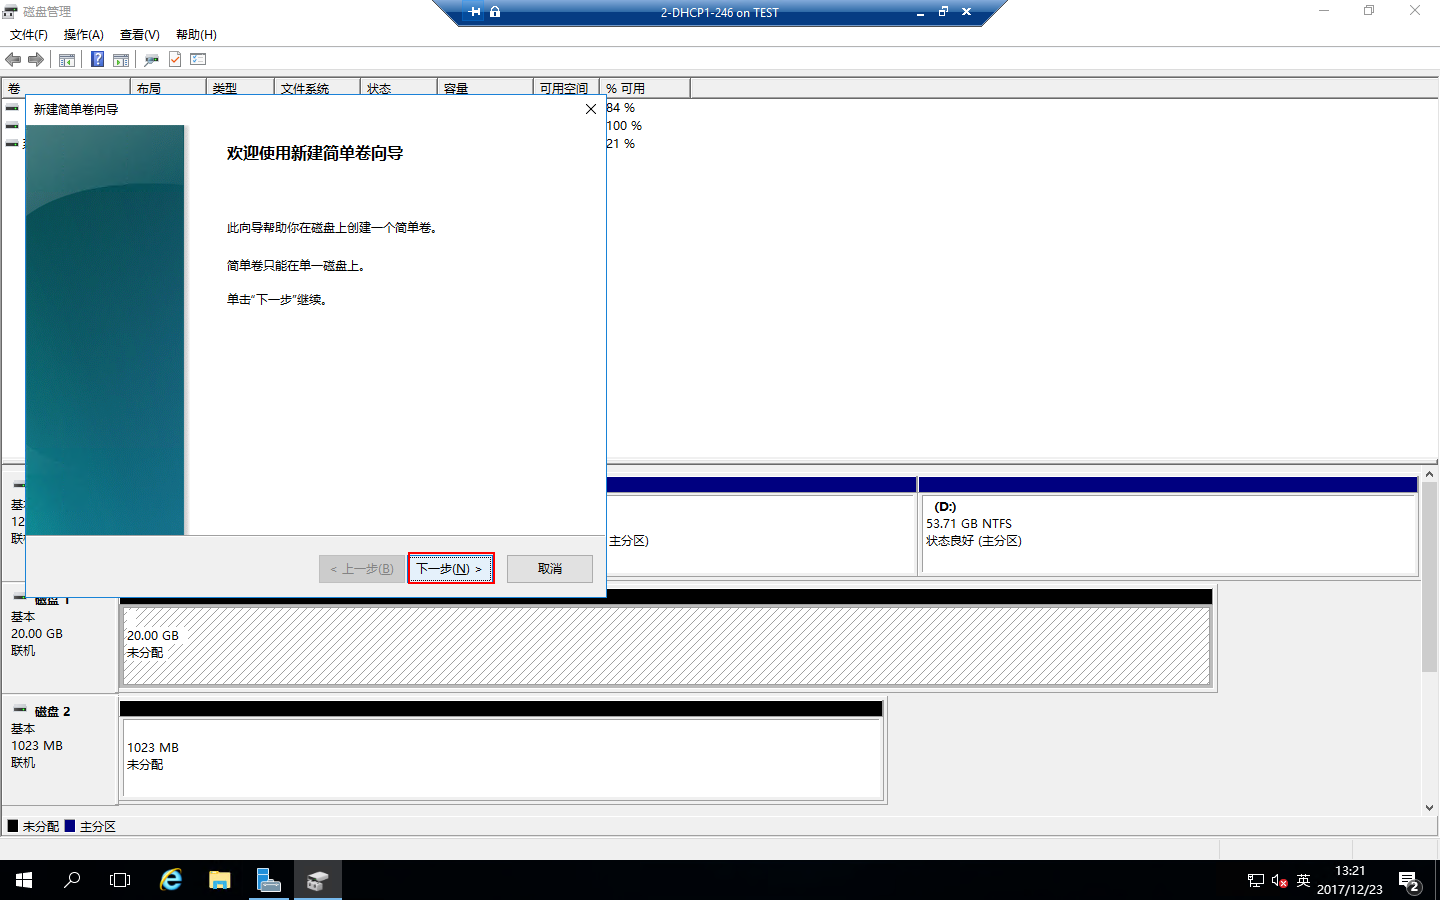 磁盘管理
2-DHCP1-246 on TEST
文件(F) 操作(A) 查看(V) 帮助(H)
卷 布局 类型 文件系统 状态 容量 可用空间 % 可用
84 %
100 %
21 %
新建简单卷向导
欢迎使用新建简单卷向导
此向导帮助你在磁盘上创建一个简单卷。
简单卷只能在单一磁盘上。
单击“下一步”继续。
< 上一步(B) 下一步(N) > 取消
基本
12
联机
主分区)
(D:)
53.71 GB NTFS
状态良好 (主分区)
磁盘 1
基本
20.00 GB
联机
20.00 GB
未分配
磁盘 2
基本
1023 MB
联机
1023 MB
未分配
未分配 主分区
英
13:21
2017/12/23
2